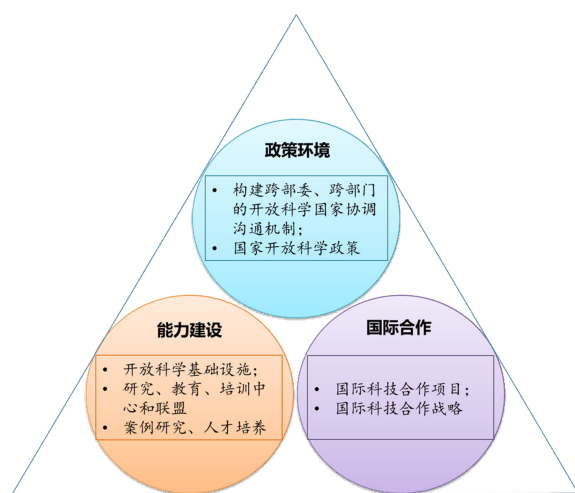 政策环境
• 构建跨部委、跨部门
的开放科学国家协调
沟通机制；
• 国家开放科学政策
能力建设
• 开放科学基础设施；
• 研究、教育、培训中
心和联盟
• 案例研究、人才培养
国际合作
• 国际科技合作项目；
• 国际科技合作战略